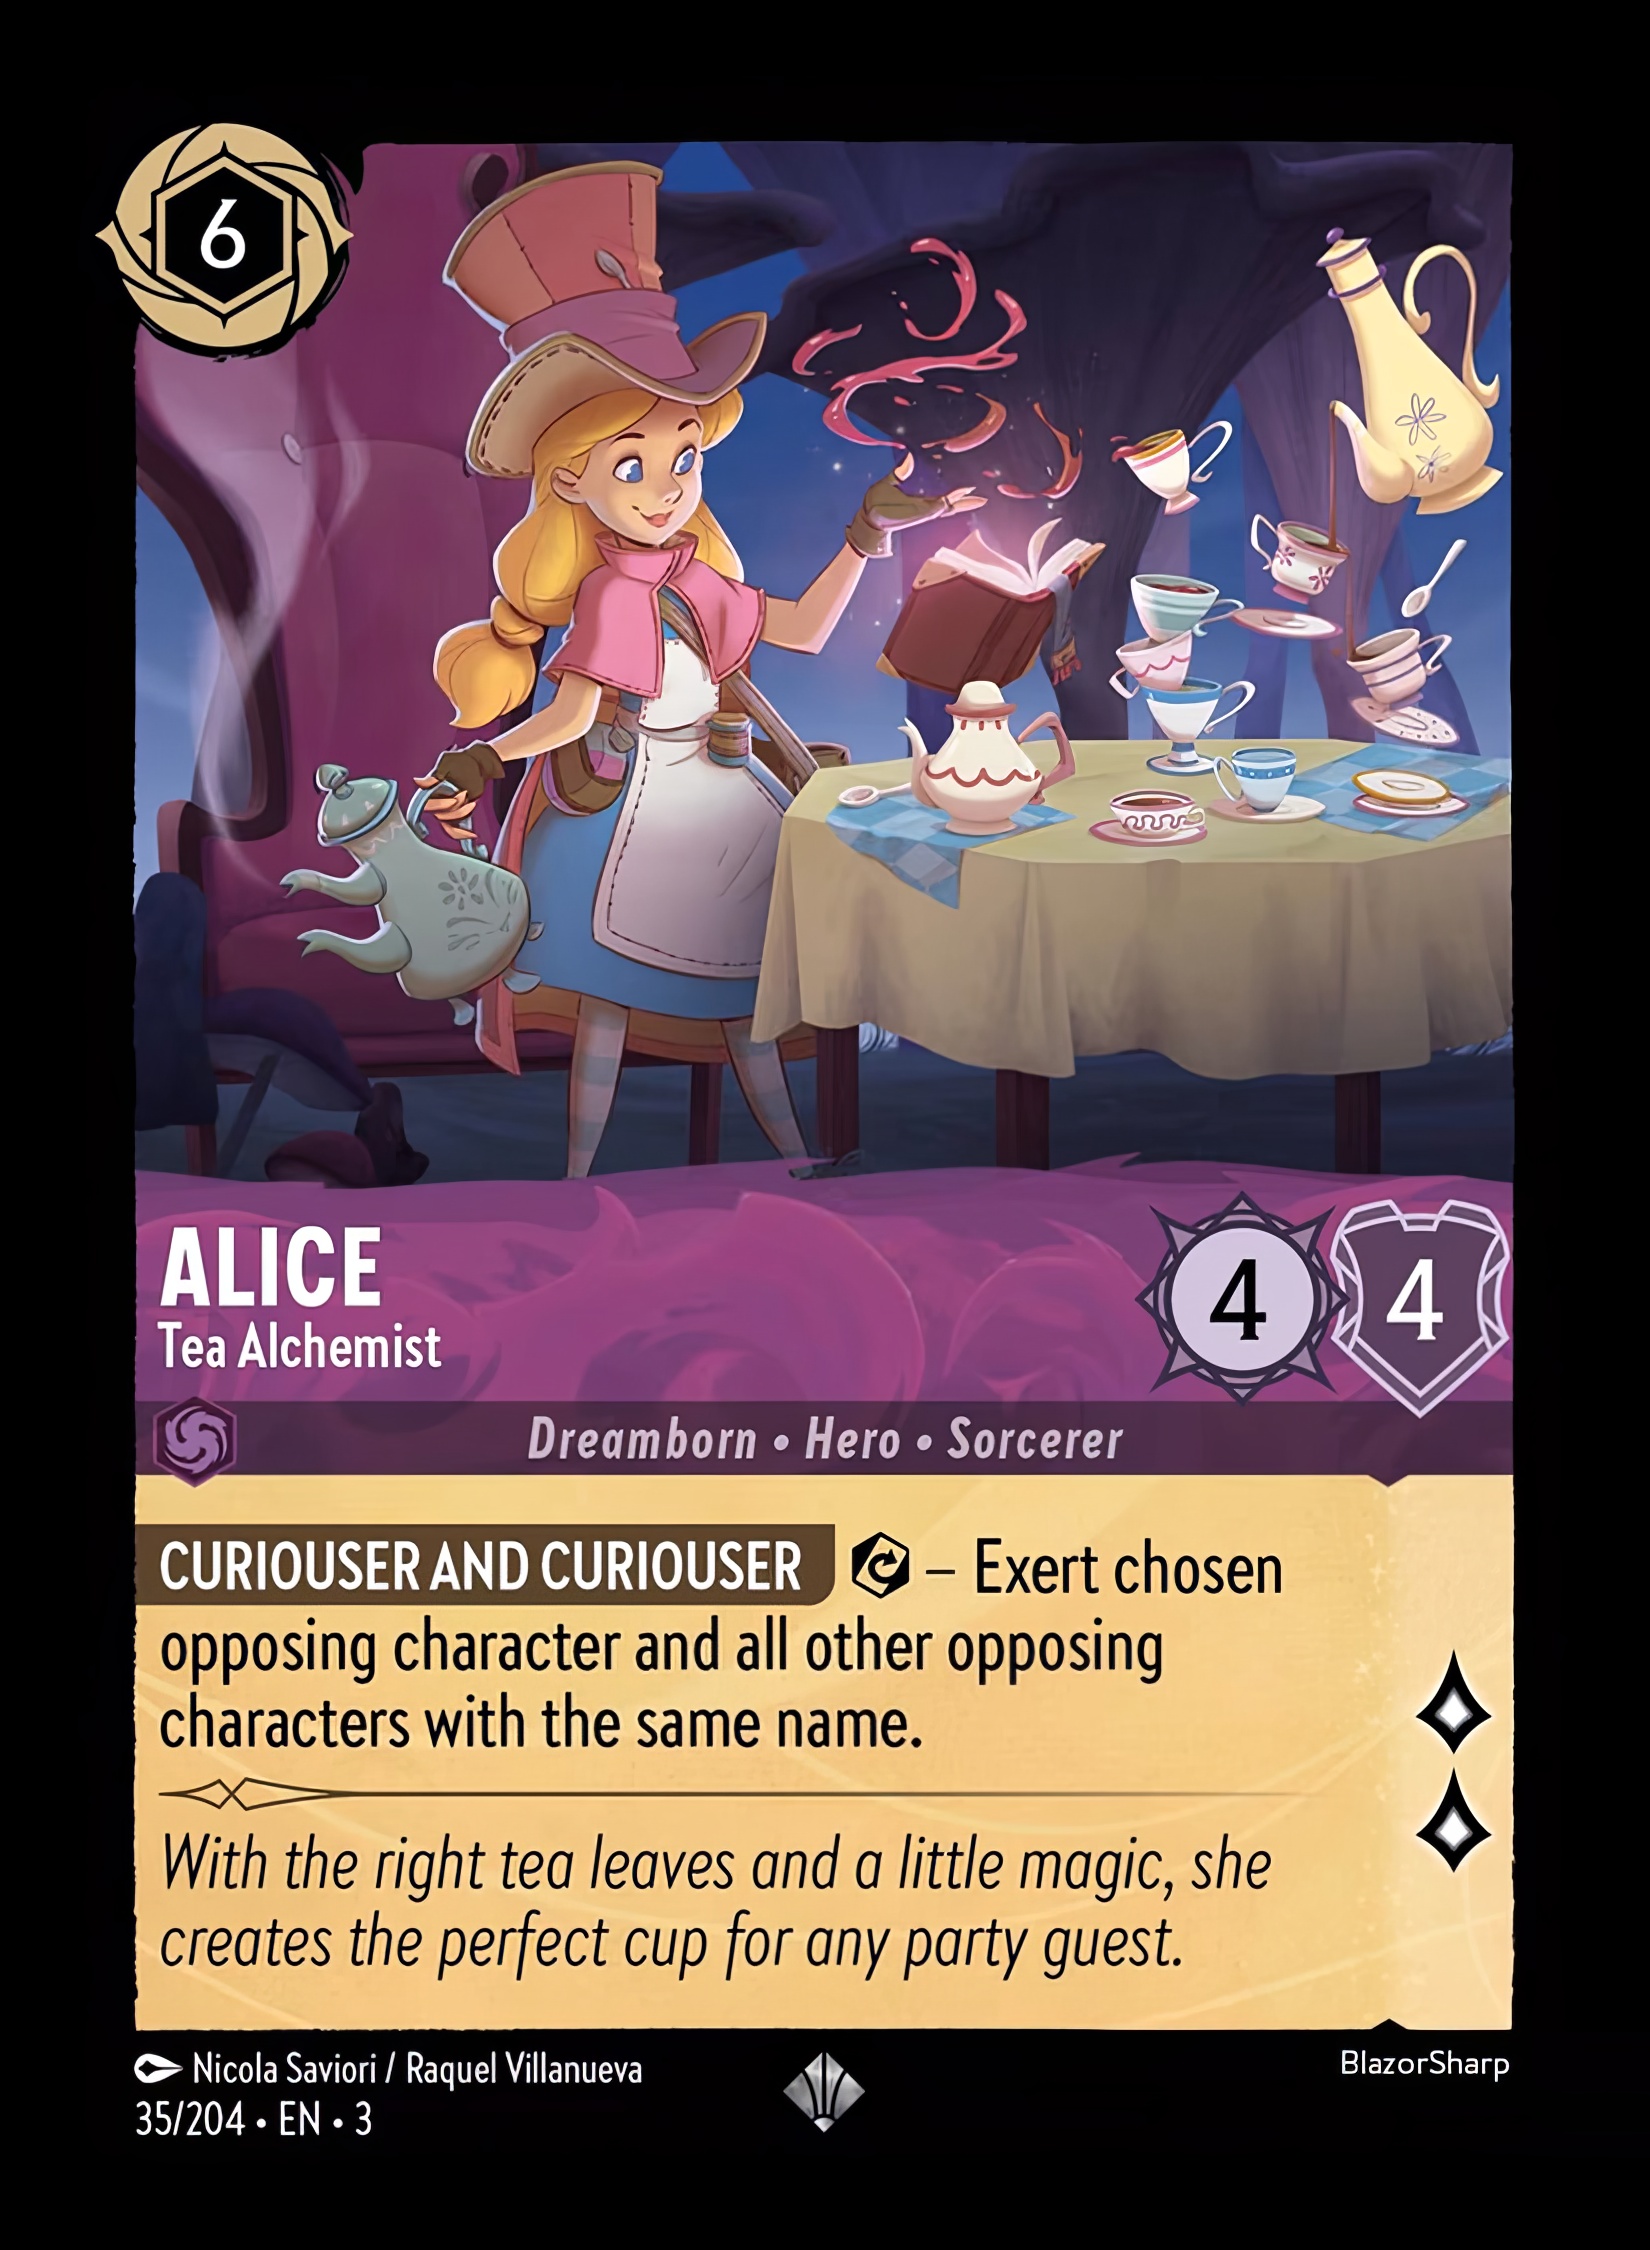 6
ALICE
Tea Alchemist
4
4
Dreamborn • Hero • Sorcerer
CURIOUSER AND CURIOUSER – Exert chosen
opposing character and all other opposing
characters with the same name.
With the right tea leaves and a little magic, she
creates the perfect cup for any party guest.
Nicola Saviori / Raquel Villanueva
BlazorSharp
35/204 • EN • 3